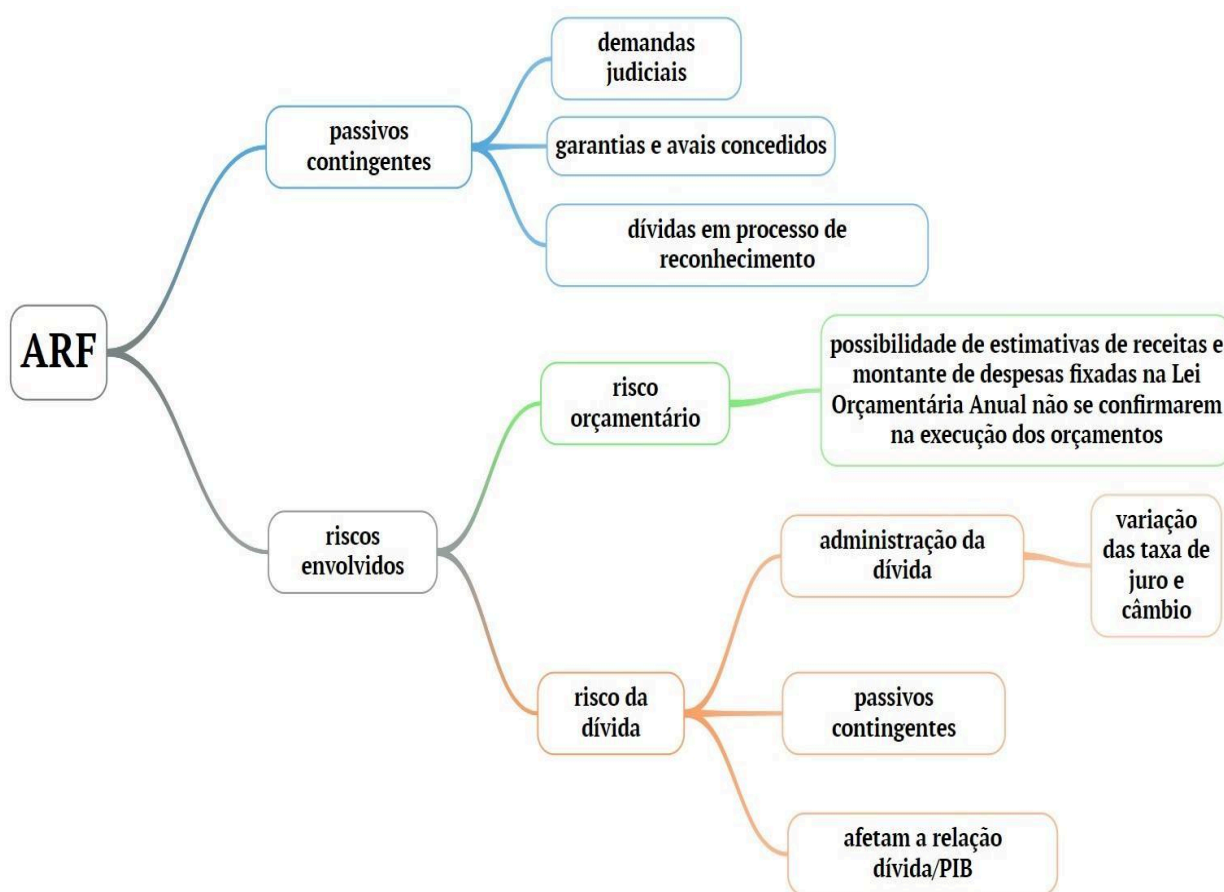 ARF
passivos
contingentes
demandas
judiciais
garantias e avais concedidos
dívidas em processo de
reconhecimento
riscos
envolvidos
risco
orçamentário
possibilidade de estimativas de receitas e
montante de despesas fixadas na Lei
Orçamentária Anual não se confirmarem
na execução dos orçamentos
risco da
dívida
administração da
dívida
variação
das taxa de
juro e
câmbio
passivos
contingentes
afetam a relação
dívida/PIB